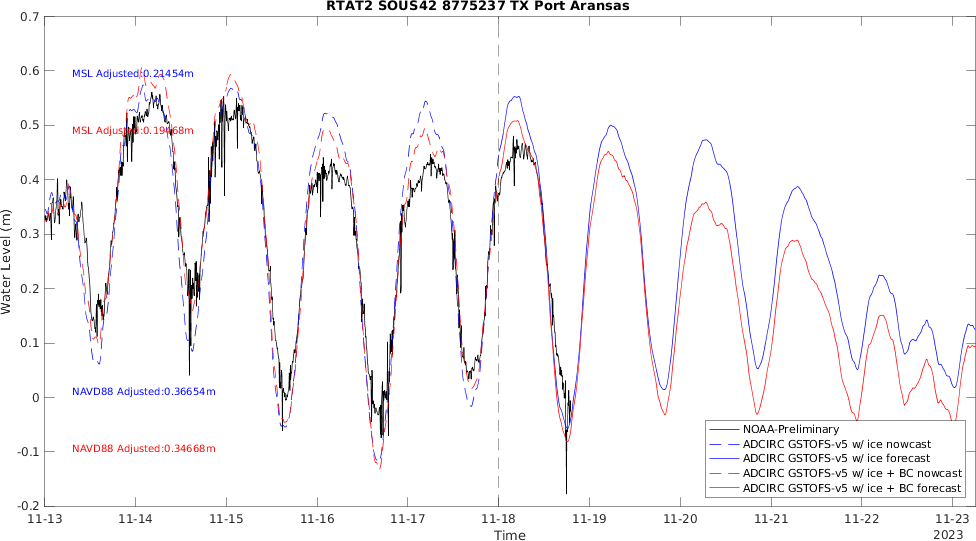 RTAT2 SOUS42 8775237 TX Port Aransas
Water Level (m)
0.7
0.6
0.5
0.4
0.3
0.2
0.1
0
-0.1
-0.2
MSL Adjusted:0.21454m
MSL Adjusted:0.19468m
NAVD88 Adjusted:0.36654m
NAVD88 Adjusted:0.34668m
NOAA-Preliminary
ADCIRC GSTOFS-v5 w/ ice nowcast
ADCIRC GSTOFS-v5 w/ ice forecast
ADCIRC GSTOFS-v5 w/ ice + BC nowcast
ADCIRC GSTOFS-v5 w/ ice + BC forecast
11-13 11-14 11-15 11-16 11-17 11-18 11-19 11-20 11-21 11-22 11-23
Time
2023